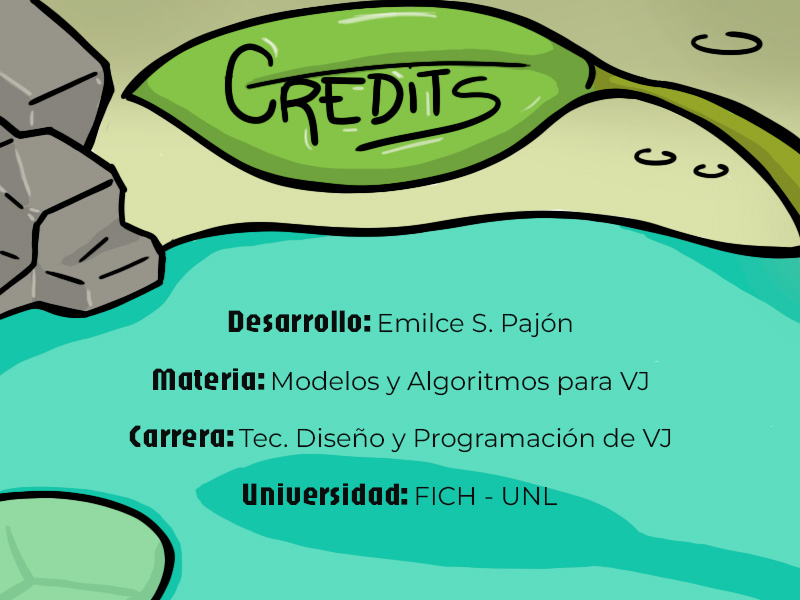 CREDITS
Desarrollo: Emilce S. Pajón
Materia: Modelos y Algoritmos para VJ
Carrera: Tec. Diseño y Programación de VJ
Universidad: FICH - UNL